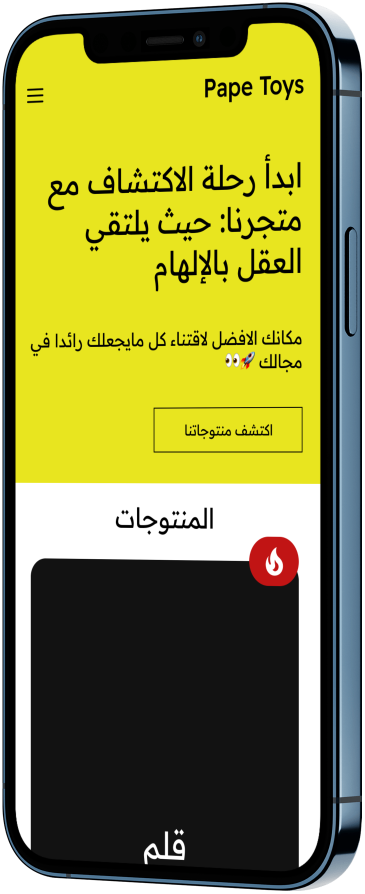 Pape Toys
ابدأ رحلة الاكتشاف مع
متجرنا: حيث يلتقي
العقل بالإلهام
مكانك الافضل لاقتناء كل مايجعلك رائدا في
مجالك 🚀👀
اكتشف منتوجاتنا
المنتوجات
قلم